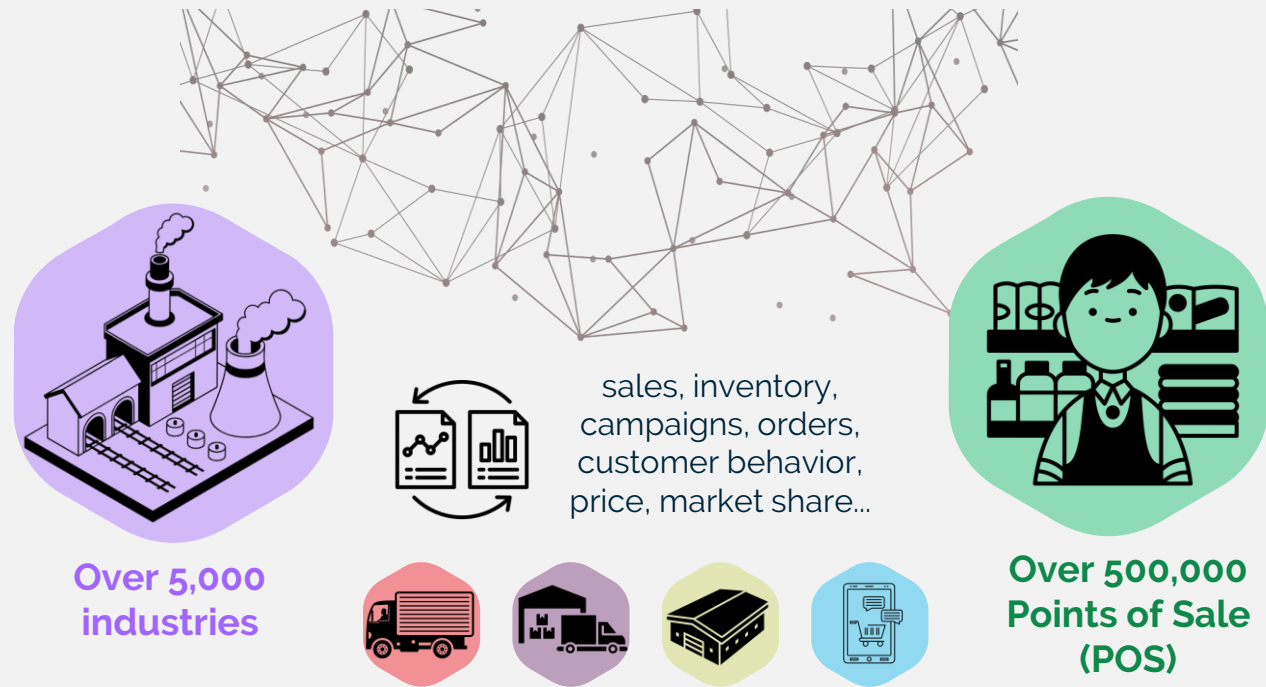 sales, inventory,
campaigns, orders,
customer behavior,
price, market share...
Over 5,000
industries
Over 500,000
Points of Sale
(POS)